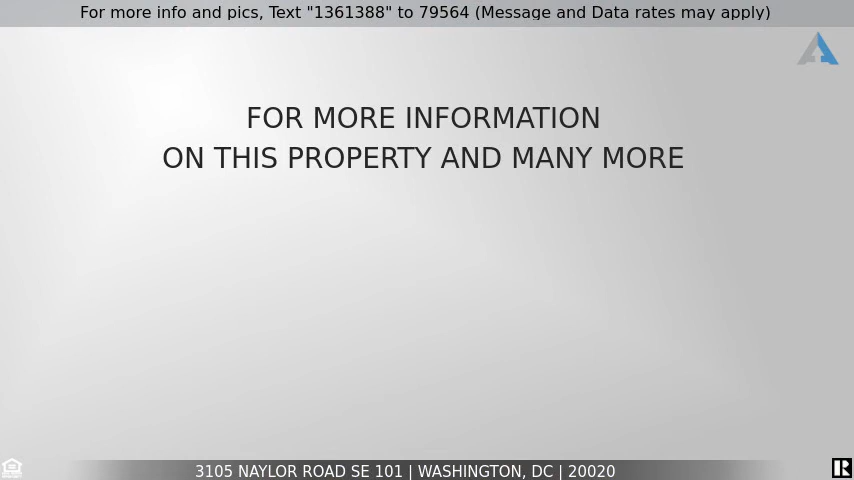 For more info and pics, Text "1361388" to 79564 (Message and Data rates may apply)
FOR MORE INFORMATION
ON THIS PROPERTY AND MANY MORE
3105 NAYLOR ROAD SE 101 | WASHINGTON, DC | 20020